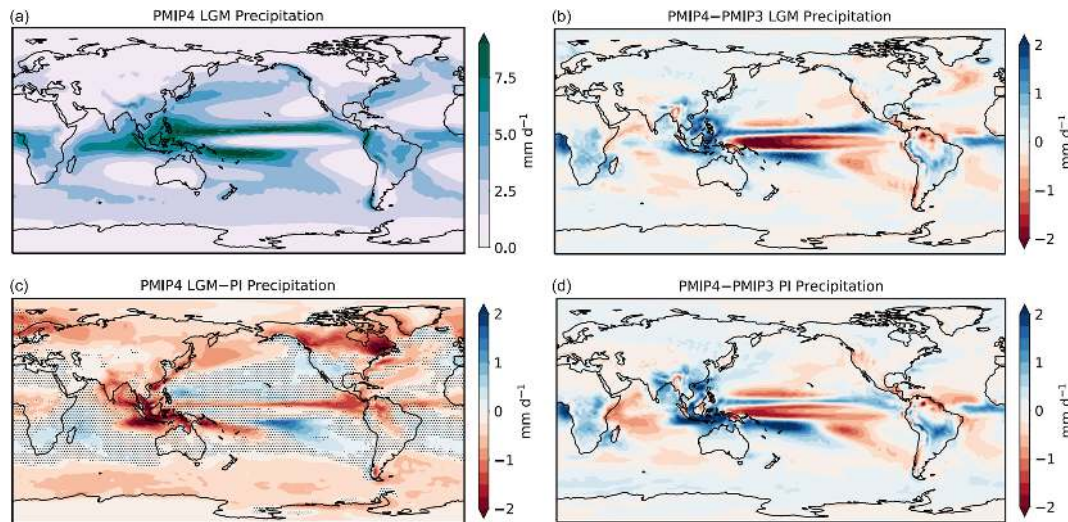 (a)
PMIP4 LGM Precipitation
7.5
5.0
2.5
0.0
mm d⁻¹
(b)
PMIP4−PMIP3 LGM Precipitation
2
1
0
−1
−2
mm d⁻¹
(c)
PMIP4 LGM−PI Precipitation
2
1
0
−1
−2
mm d⁻¹
(d)
PMIP4−PMIP3 PI Precipitation
2
1
0
−1
−2
mm d⁻¹